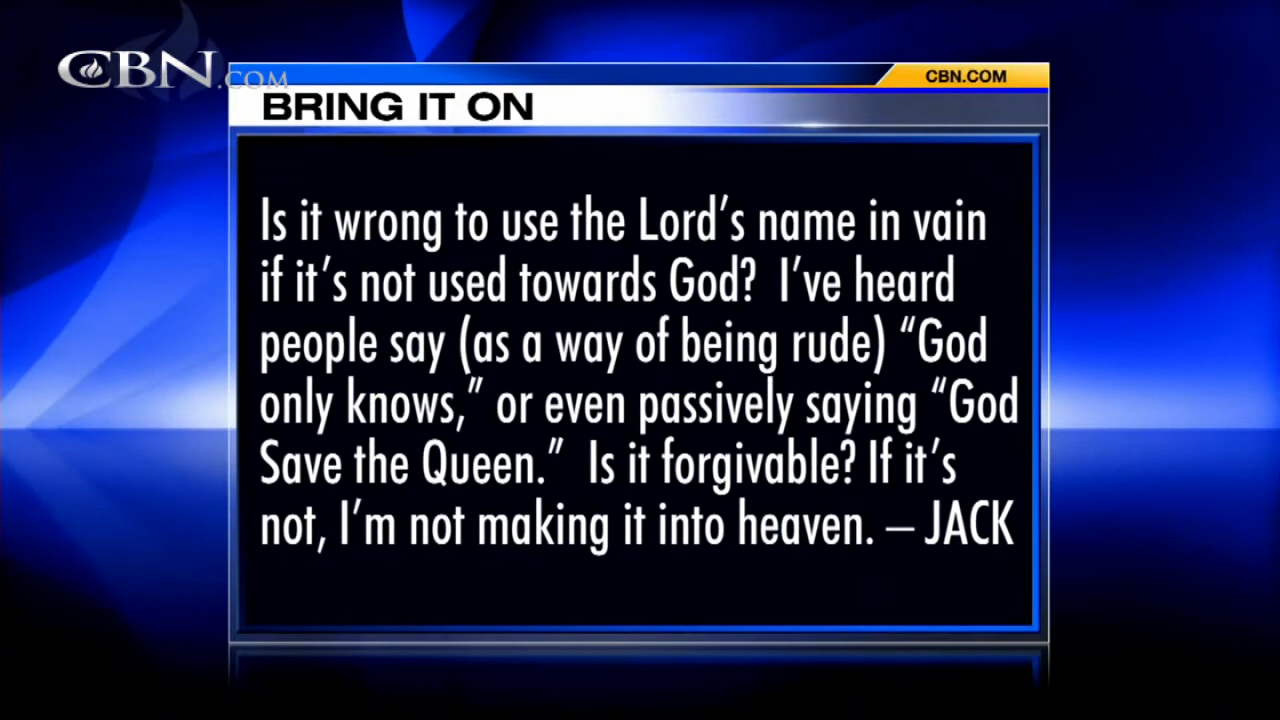 CBN.COM
CBN.COM
BRING IT ON
Is it wrong to use the Lord's name in vain
if it's not used towards God?  I've heard
people say (as a way of being rude) “God
only knows,” or even passively saying “God
Save the Queen.”  Is it forgivable? If it's
not, I'm not making it into heaven. – JACK